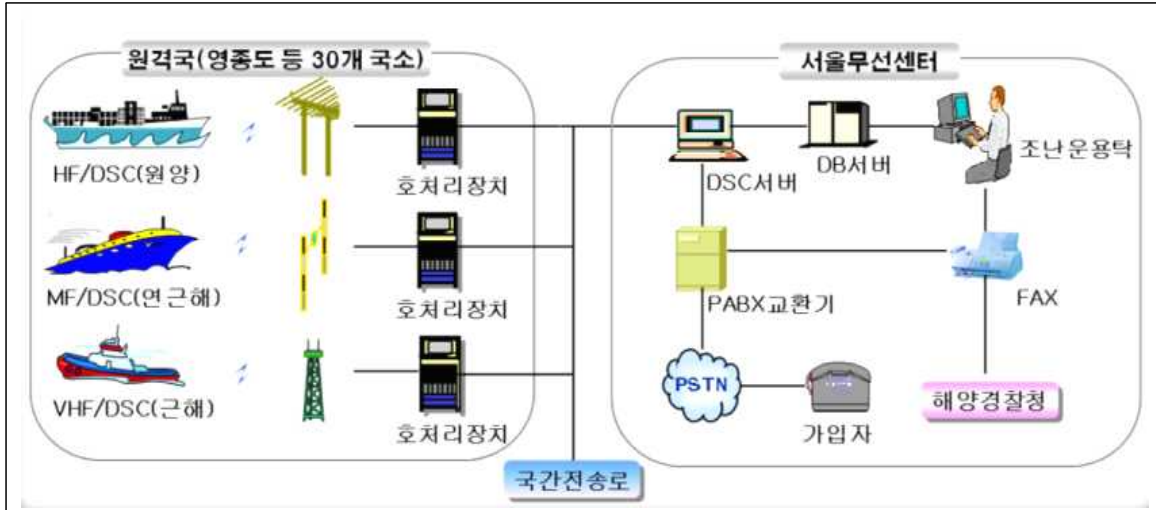 원격국(영종도 등 30개 국소)
HF/DSC(원양)
호처리장치
MF/DSC(연근해)
호처리장치
VHF/DSC(근해)
호처리장치
국간전송로
서울무선센터
DSC서버
DB서버
조난운용탁
PABX교환기
FAX
PSTN
가입자
해양경찰청